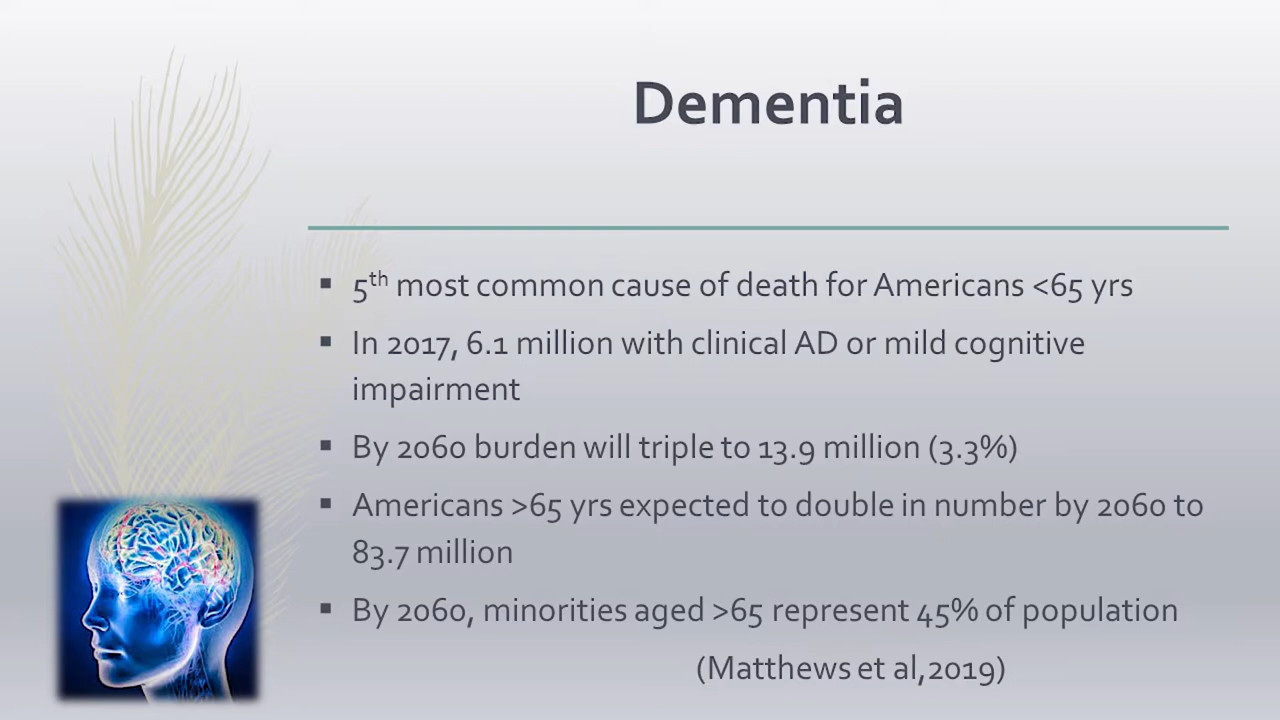 Dementia
▪ 5th most common cause of death for Americans <65 yrs
▪ In 2017, 6.1 million with clinical AD or mild cognitive
impairment
▪ By 2060 burden will triple to 13.9 million (3.3%)
▪ Americans >65 yrs expected to double in number by 2060 to
83.7 million
▪ By 2060, minorities aged >65 represent 45% of population
(Matthews et al,2019)